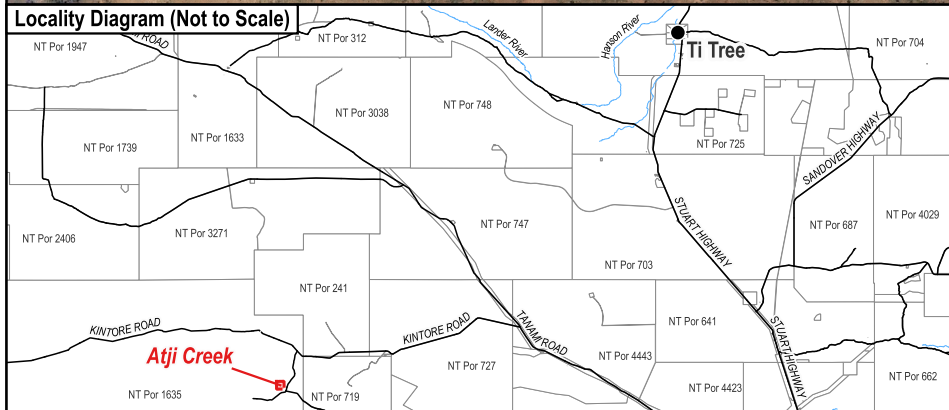 Locality Diagram (Not to Scale)
NT Por 1947
ROAD
NT Por 312
Lander River
Hanson River
Ti Tree
NT Por 704
NT Por 3038
NT Por 748
NT Por 1633
NT Por 1739
NT Por 725
SANDOVER HIGHWAY
NT Por 2406
NT Por 3271
NT Por 747
STUART HIGHWAY
NT Por 703
NT Por 687
NT Por 4029
NT Por 241
KINTORE ROAD
KINTORE ROAD
TANAMI ROAD
NT Por 641
STUART HIGHWAY
Atji Creek
NT Por 1635
NT Por 719
NT Por 727
NT Por 4443
NT Por 4423
NT Por 662